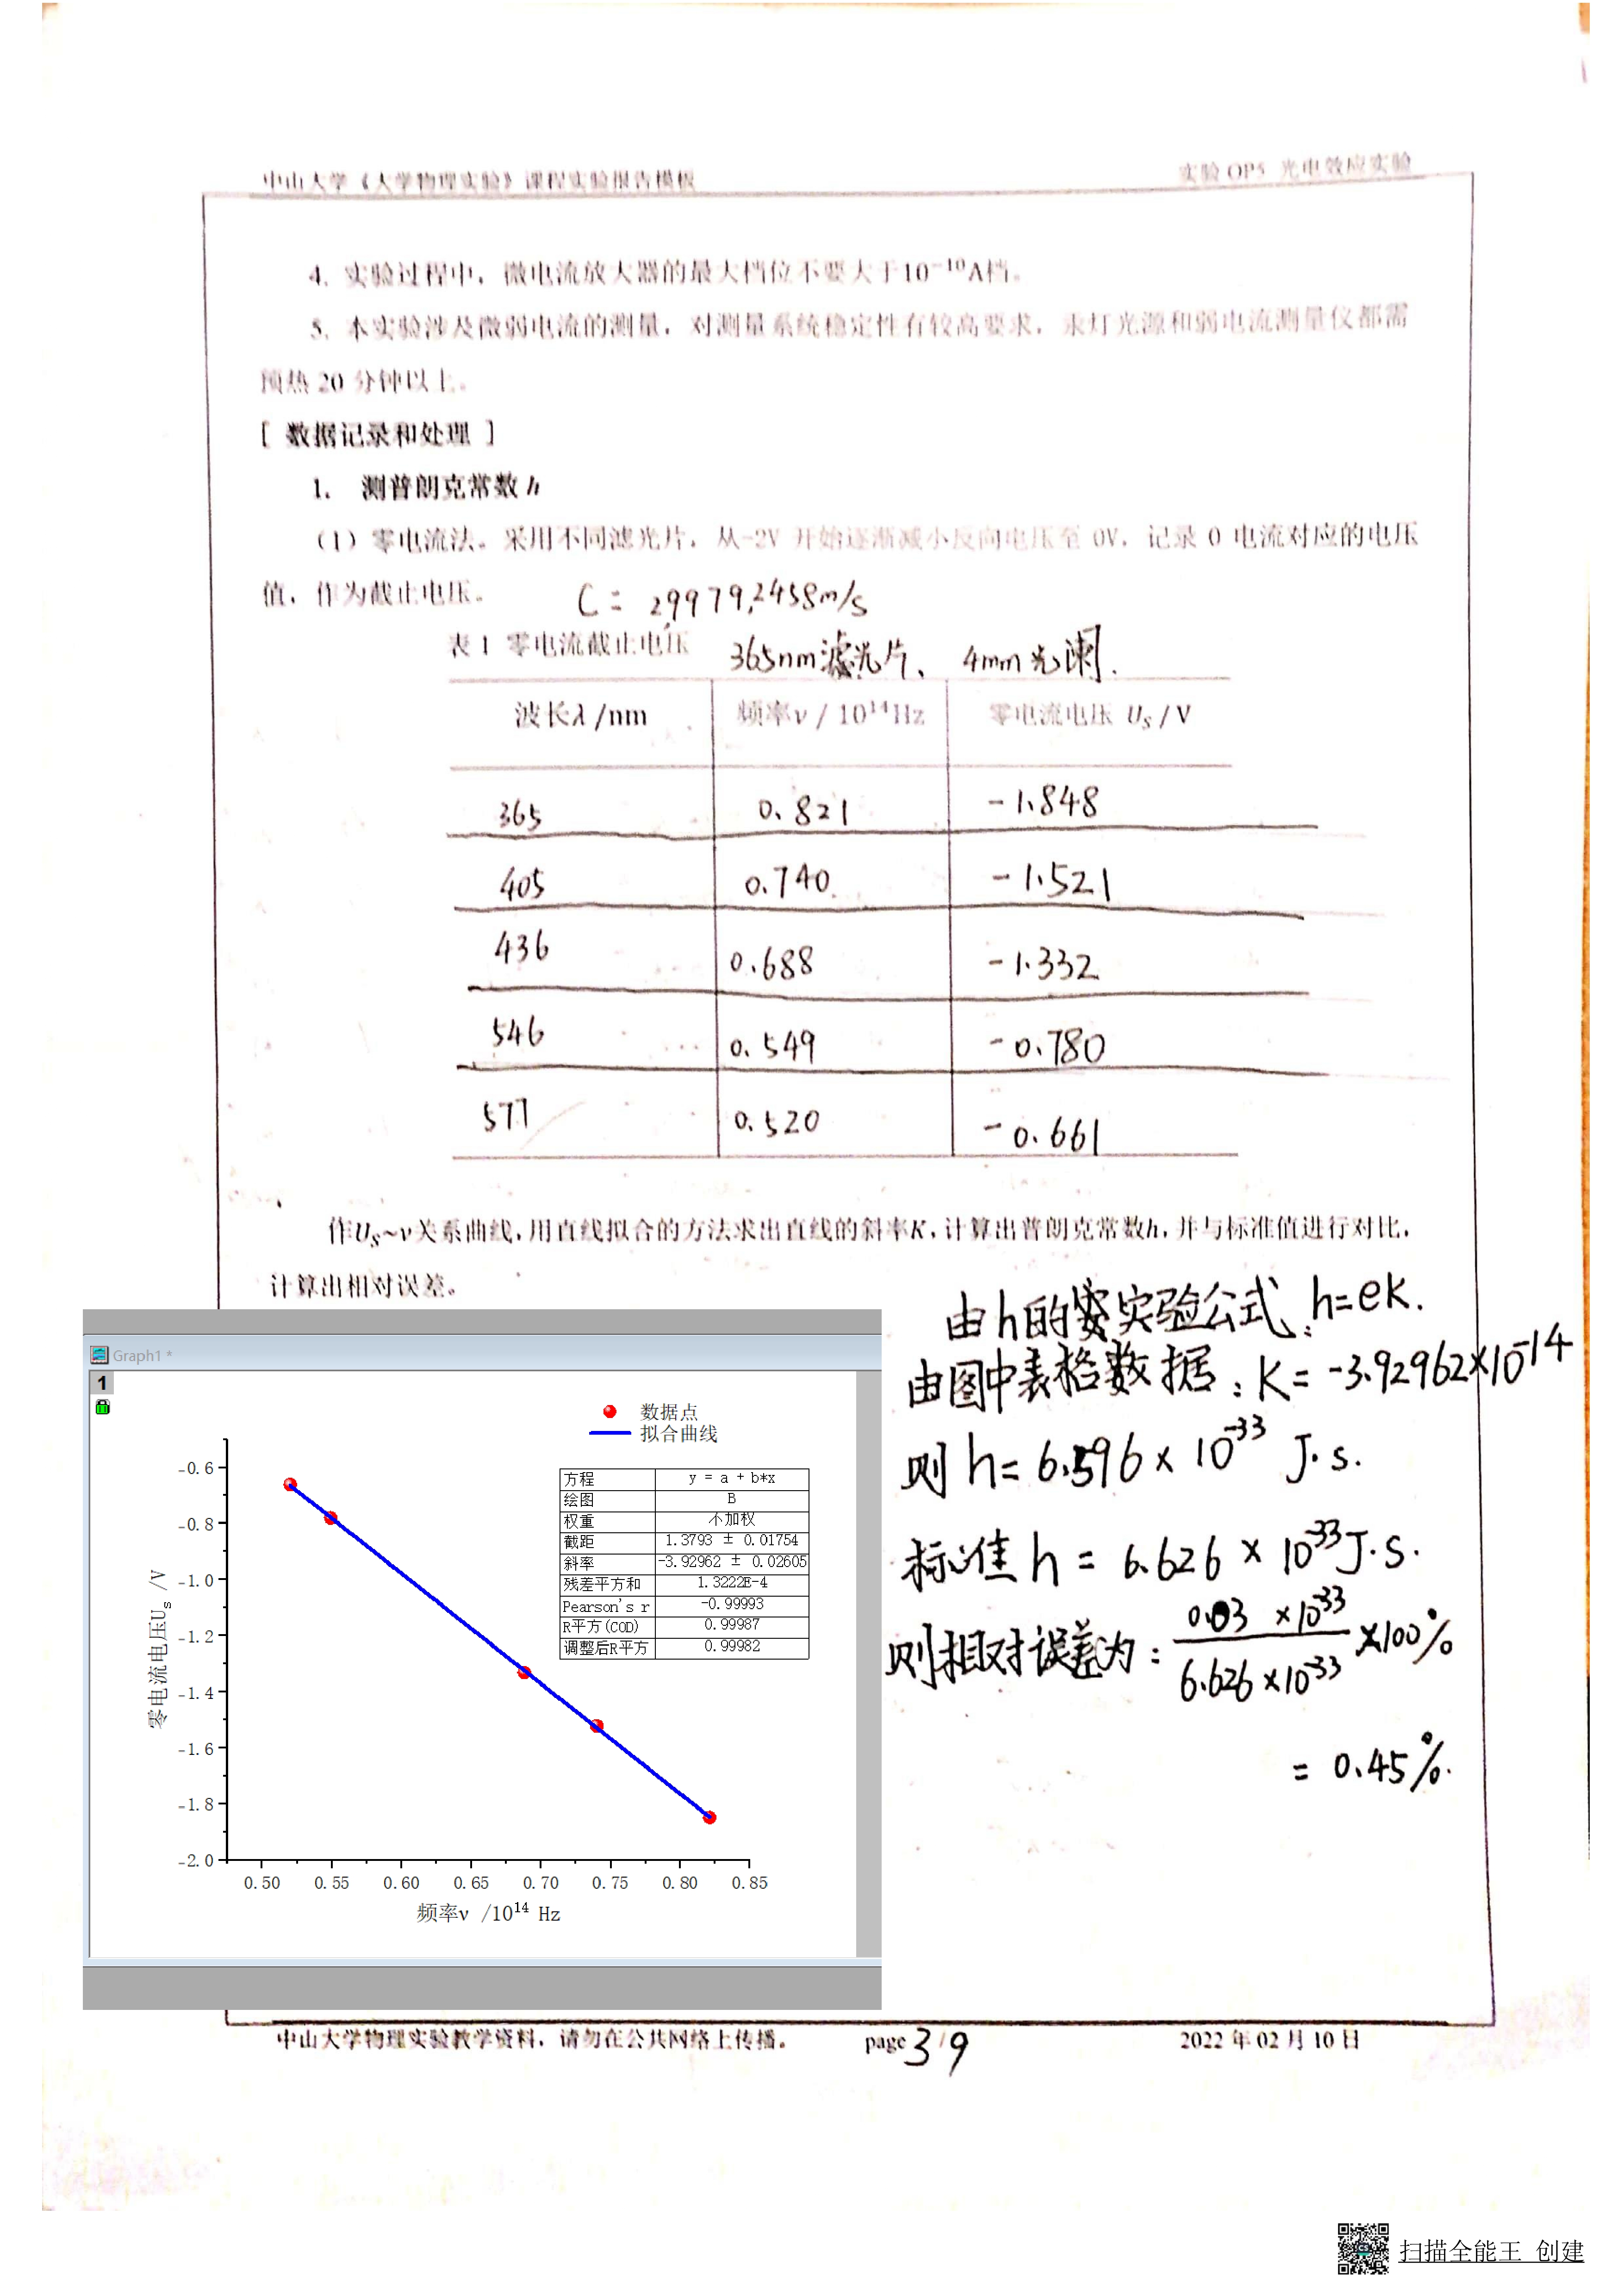 中山大学《大学物理实验》课程实验报告模板 实验 OP5 光电效应实验
4. 实验过程中，微电流放大器的最大档位不要大于10⁻¹⁰A档。
5. 本实验涉及微弱电流的测量，对测量系统稳定性有较高要求，汞灯光源和弱电流测量仪都需
预热 20 分钟以上。
[ 数据记录和处理 ]
1. 测普朗克常数 h
（1）零电流法。采用不同滤光片，从-2V 开始逐渐减小反向电压至 0V，记录 0 电流对应的电压
值，作为截止电压。 C = 29979,2458m/s
表 1 零电流截止电压 365nm滤光片、4mm光阑.
波长λ/nm 频率ν / 10¹⁴Hz 零电流电压 U_S / V
365 0.821 -1.848
405 0.740 -1.521
436 0.688 -1.332
546 0.549 -0.780
577 0.520 -0.661
作U_S~ν关系曲线，用直线拟合的方法求出直线的斜率K，计算出普朗克常数h，并与标准值进行对比，
计算出相对误差。
由h的实验公式：h=ek.
由图中表格数据：K= -3.92962×10⁻¹⁴
则 h= 6.596 × 10⁻³³ J·s.
标准 h = 6.626 × 10⁻³³J·s.
则相对误差为：0.03 ×10⁻³³ / 6.626 ×10⁻³³ ×100%
= 0.45%.
Graph1 *
1
数据点
拟合曲线
方程 y = a + b*x
绘图 B
权重 不加权
截距 1.3793 ± 0.01754
斜率 -3.92962 ± 0.02605
残差平方和 1.3222E-4
Pearson's r -0.99993
R平方(COD) 0.99987
调整后R平方 0.99982
零电流电压U_s /V
-0.6
-0.8
-1.0
-1.2
-1.4
-1.6
-1.8
-2.0
0.50 0.55 0.60 0.65 0.70 0.75 0.80 0.85
频率ν /10¹⁴ Hz
中山大学物理实验教学资料，请勿在公共网络上传播。 page 3 / 9 2022 年 02 月 10 日
扫描全能王 创建